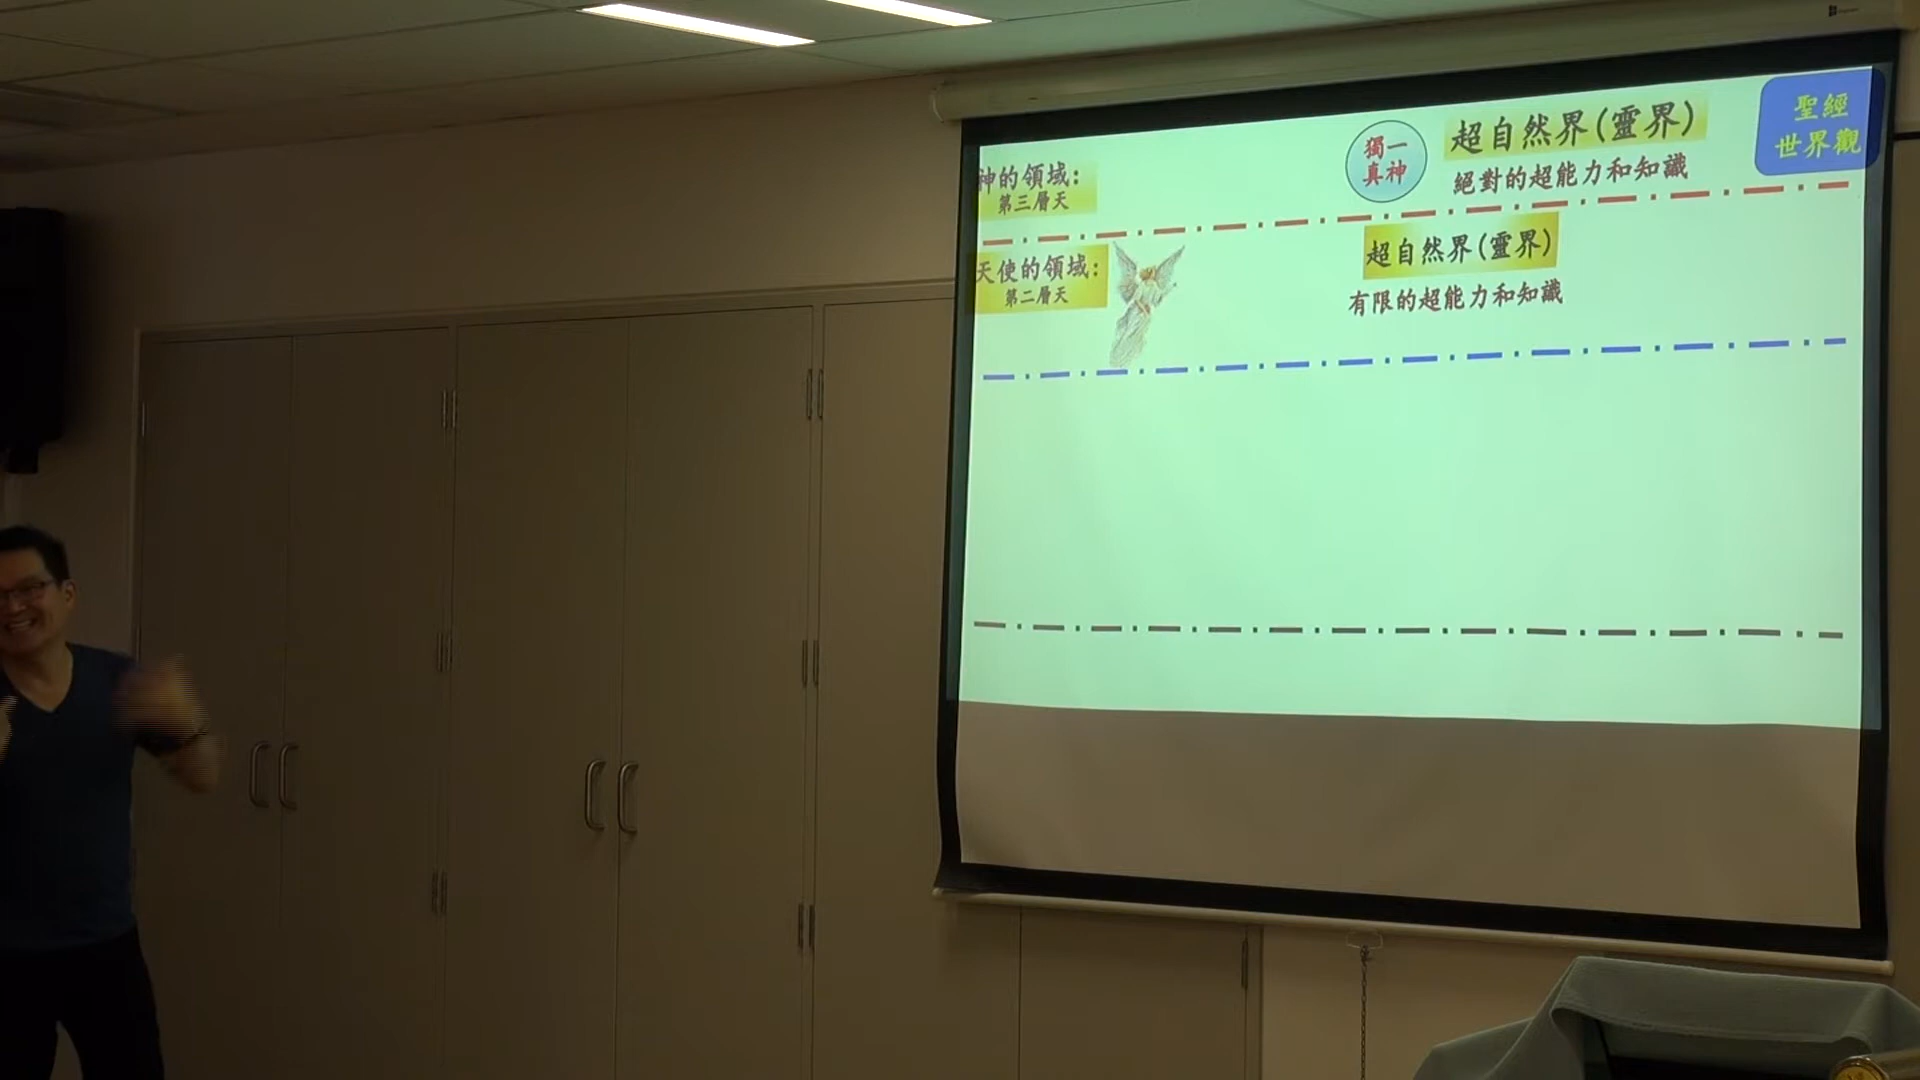 聖經
世界觀
超自然界(靈界)
獨一
真神
絕對的超能力和知識
神的領域:
第三層天
超自然界(靈界)
天使的領域:
第二層天
有限的超能力和知識